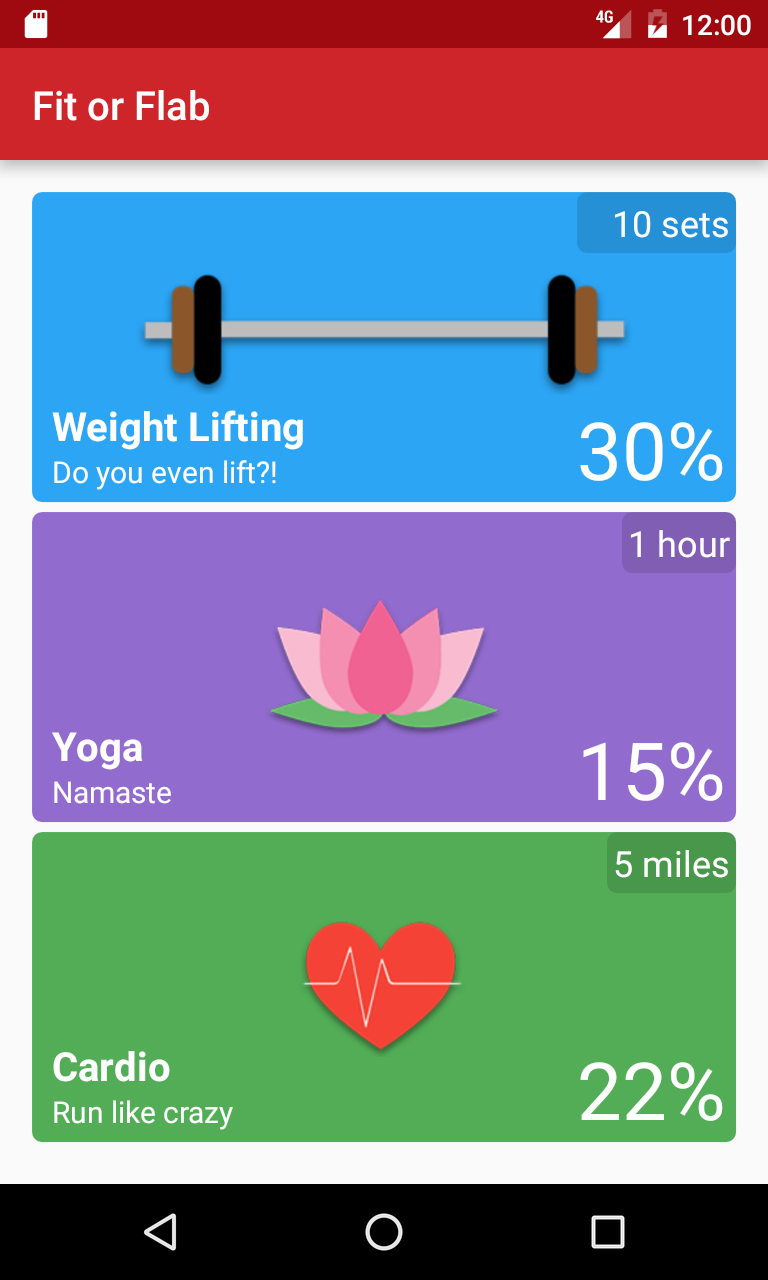 4G 12:00
Fit or Flab
10 sets
Weight Lifting
Do you even lift?!
30%
1 hour
Yoga
Namaste
15%
5 miles
Cardio
Run like crazy
22%